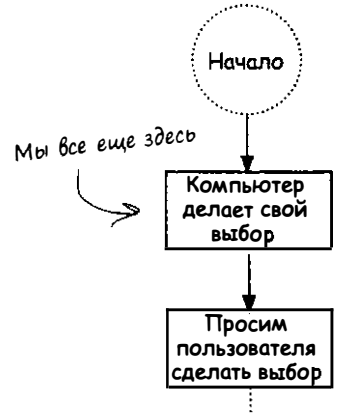 Начало
Мы все еще здесь
Компьютер
делает свой
выбор
Просим
пользователя
сделать выбор